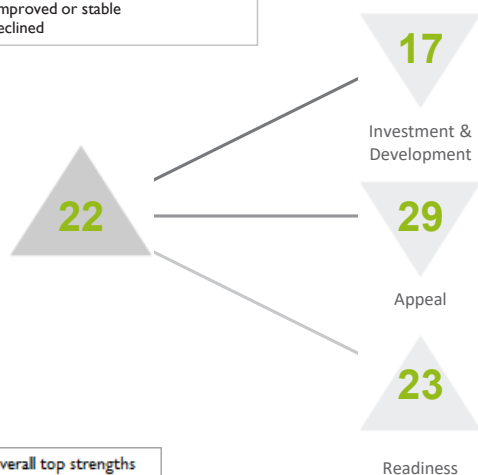 mproved or stable
eclined
17
Investment &
Development
22
29
Appeal
23
verall top strengths
Readiness